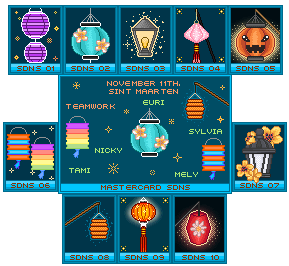 SDNS 01
SDNS 02
SDNS 03
SDNS 04
SDNS 05
NOVEMBER 11TH,
SINT MAARTEN
TEAMWORK
EURI
SYLVIA
NICKY
TAMI
MELY
MASTERCARD SDNS
SDNS 06
SDNS 07
SDNS 08
SDNS 09
SDNS 10